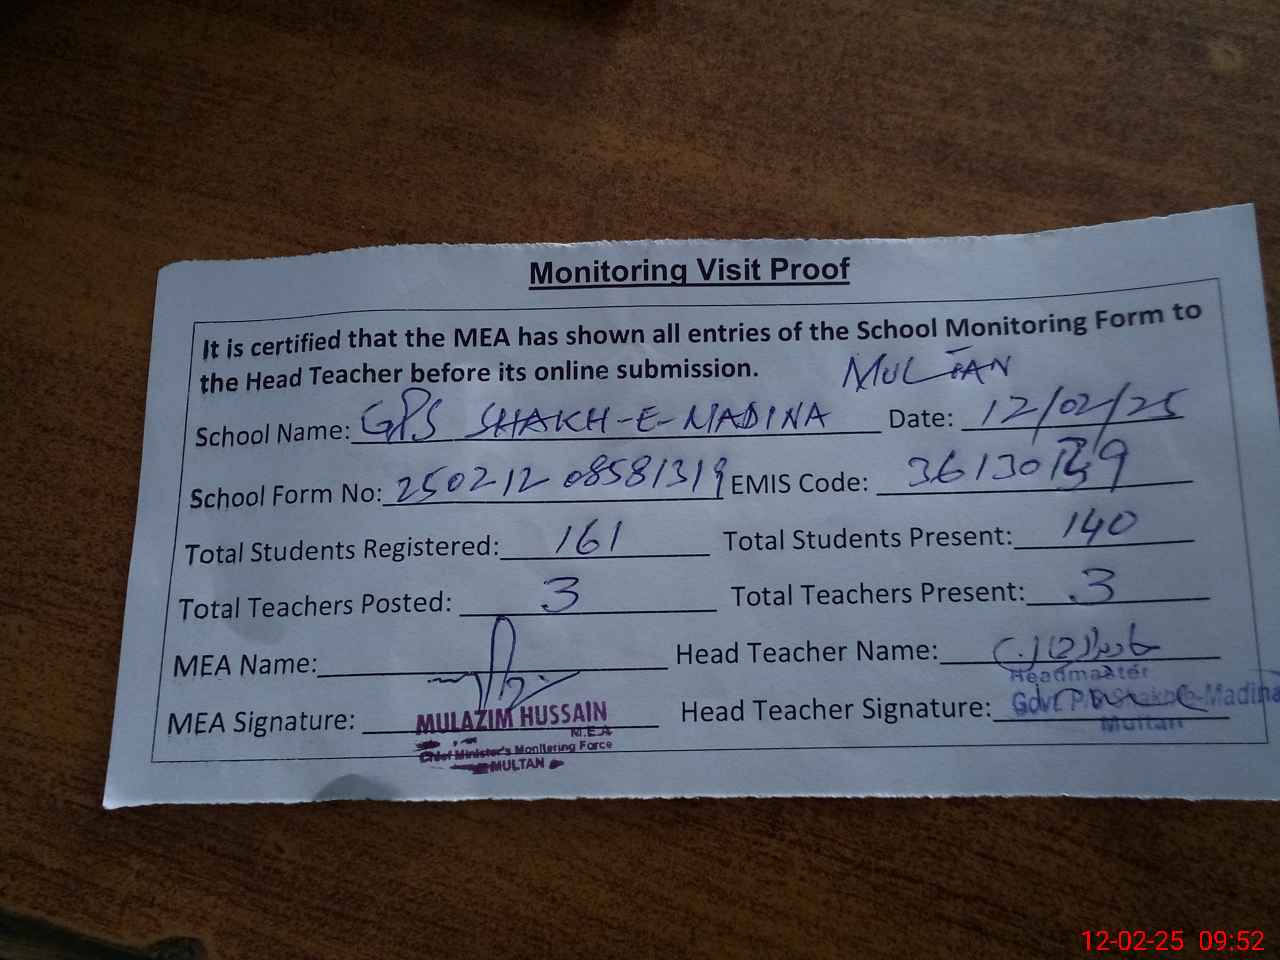 Monitoring Visit Proof
It is certified that the MEA has shown all entries of the School Monitoring Form to
the Head Teacher before its online submission.
MULTAN
School Name: GPS SHAKH-E-MADINA Date: 12/02/25
School Form No: 250212 08581319 EMIS Code:
Total Students Registered: 161 Total Students Present: 140
Total Teachers Posted: 3 Total Teachers Present: 3
MEA Name: Head Teacher Name:
Headmaster
MEA Signature: Head Teacher Signature:
MULAZIM HUSSAIN
M.E.A
Chief Minister's Monitering Force
MULTAN
Govt. P/S Shakh-e-Madina
Multan
12-02-25 09:52